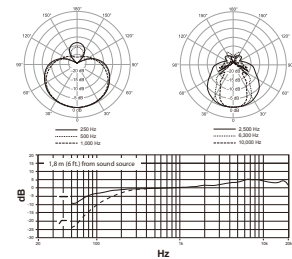 180°
150° 150°
120° 120°
90° 90°
60° 60°
30° 30°
0°
-20 dB
-15 dB
-10 dB
-5 dB
0 dB
250 Hz
500 Hz
1,000 Hz
180°
150° 150°
120° 120°
90° 90°
60° 60°
30° 30°
0°
-20 dB
-15 dB
-10 dB
-5 dB
0 dB
2,500 Hz
6,300 Hz
10,000 Hz
1,8 m (6 ft.) from sound source
dB
20
15
10
5
0
-5
-10
-15
-20
-25
-30
20 100 1k 10k 20k
Hz